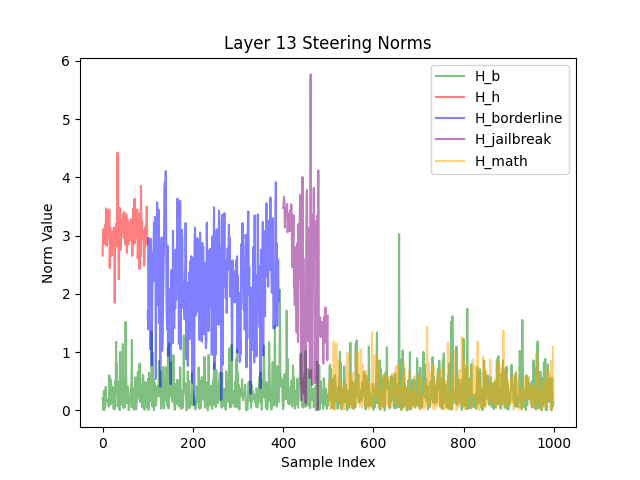 Layer 13 Steering Norms
H_b
H_h
H_borderline
H_jailbreak
H_math
Norm Value
6
5
4
3
2
1
0
0 200 400 600 800 1000
Sample Index